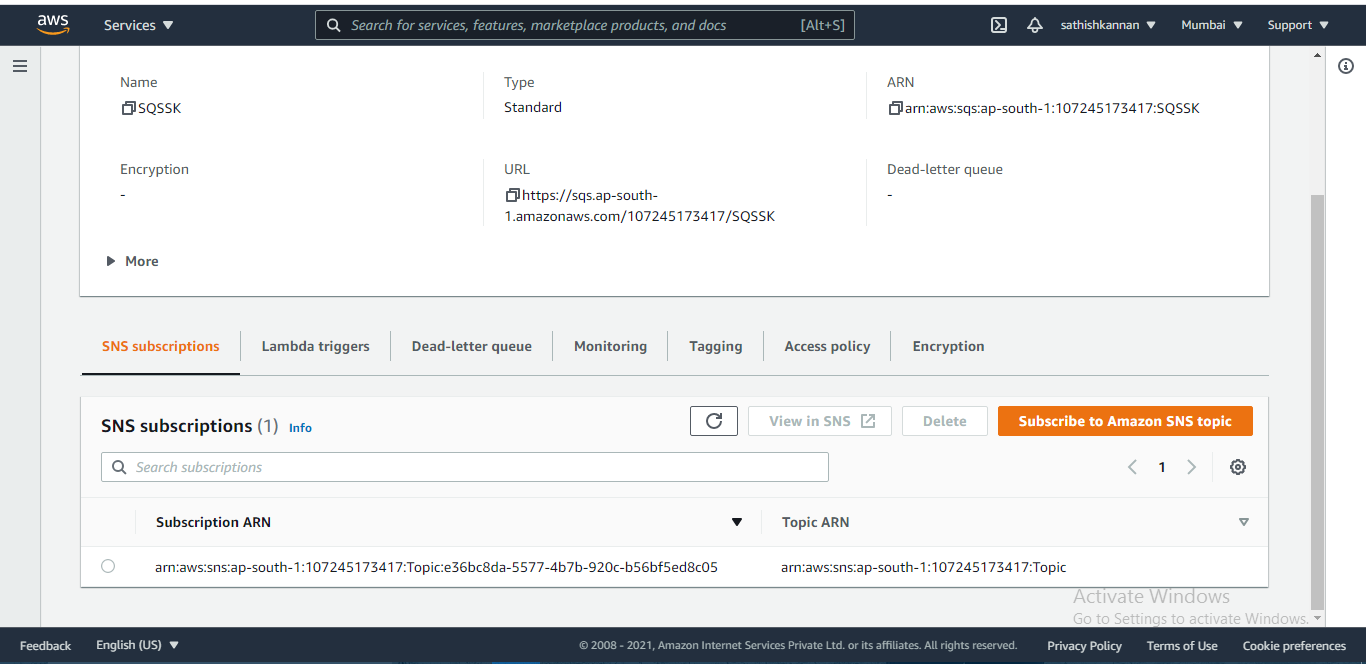 aws Services Search for services, features, marketplace products, and docs [Alt+S] sathishkannan Mumbai Support
Name Type ARN
SQSSK Standard arn:aws:sqs:ap-south-1:107245173417:SQSSK
Encryption URL Dead-letter queue
- https://sqs.ap-south- -
1.amazonaws.com/107245173417/SQSSK
More
SNS subscriptions Lambda triggers Dead-letter queue Monitoring Tagging Access policy Encryption
SNS subscriptions (1) Info View in SNS Delete Subscribe to Amazon SNS topic
Search subscriptions 1
Subscription ARN Topic ARN
arn:aws:sns:ap-south-1:107245173417:Topic:e36bc8da-5577-4b7b-920c-b56bf5ed8c05 arn:aws:sns:ap-south-1:107245173417:Topic
Activate Windows
Go to Settings to activate Windows.
Feedback English (US) © 2008 - 2021, Amazon Internet Services Private Ltd. or its affiliates. All rights reserved. Privacy Policy Terms of Use Cookie preferences